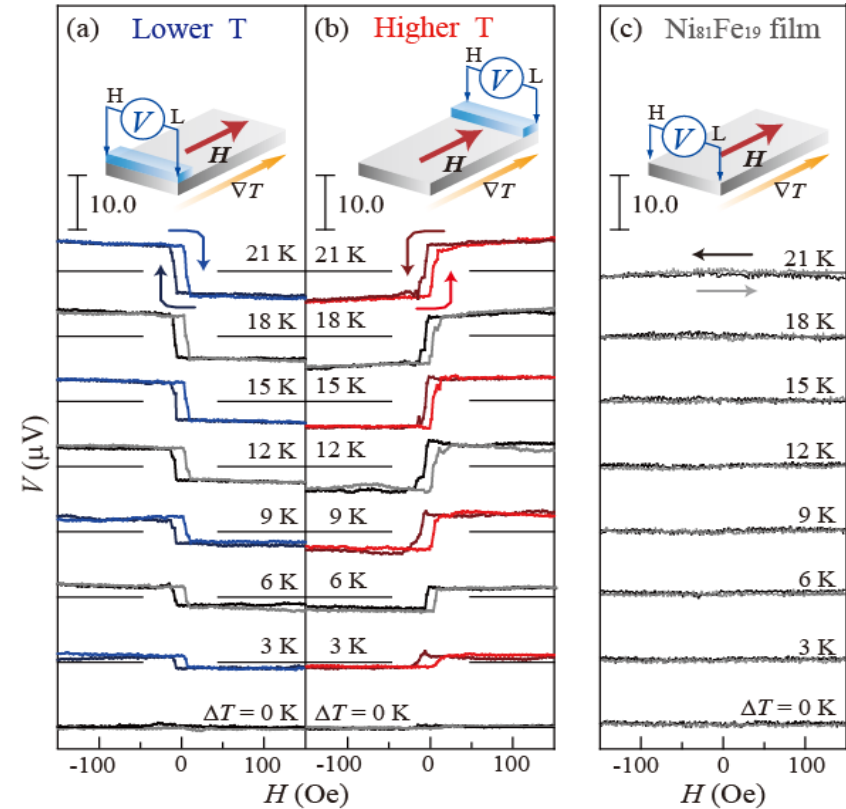 (a) Lower T
H
V
L
H
∇T
10.0
21 K
18 K
15 K
12 K
9 K
6 K
3 K
ΔT = 0 K
(b) Higher T
H
V
L
H
∇T
10.0
21 K
18 K
15 K
12 K
9 K
6 K
3 K
ΔT = 0 K
(c) Ni₈₁Fe₁₉ film
H
V
L
H
∇T
21 K
18 K
15 K
12 K
9 K
6 K
3 K
ΔT = 0 K
V (μV)
-100 0 100
-100 0 100
-100 0 100
H (Oe)
H (Oe)
H (Oe)